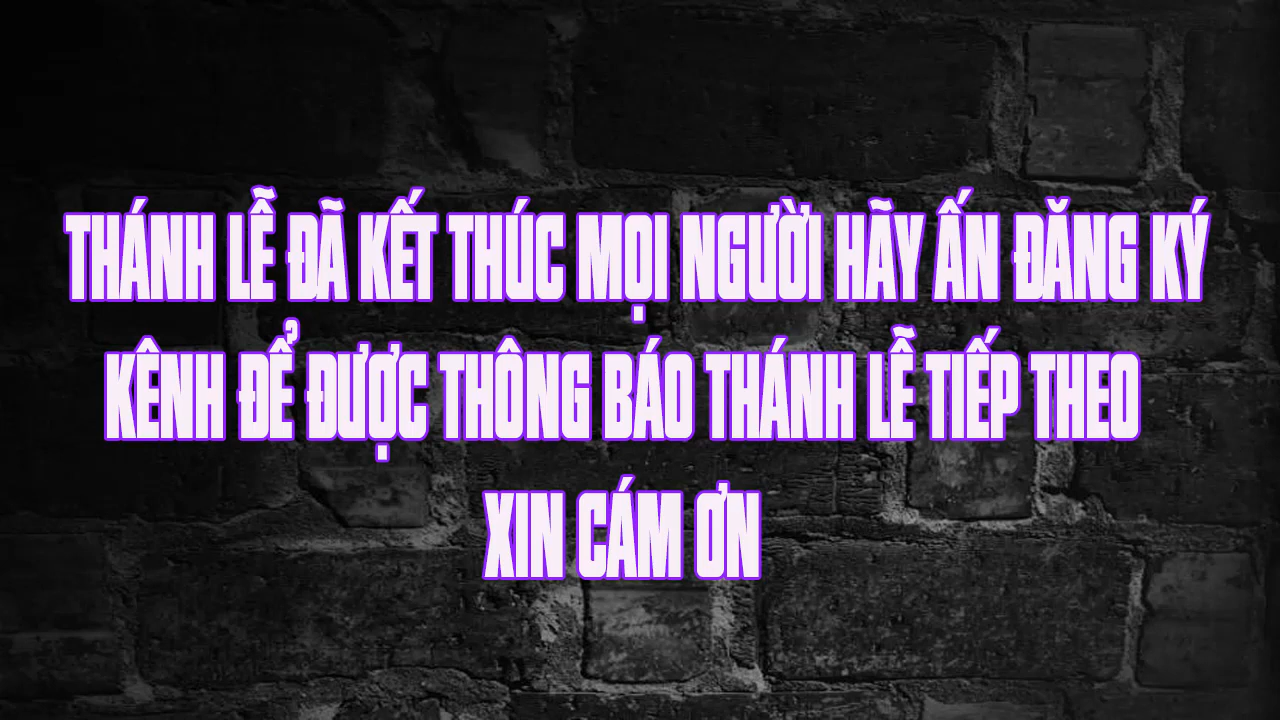 THÁNH LỄ ĐÃ KẾT THÚC MỌI NGƯỜI HÃY ẤN ĐĂNG KÝ
KÊNH ĐỂ ĐƯỢC THÔNG BÁO THÁNH LỄ TIẾP THEO
XIN CÁM ƠN